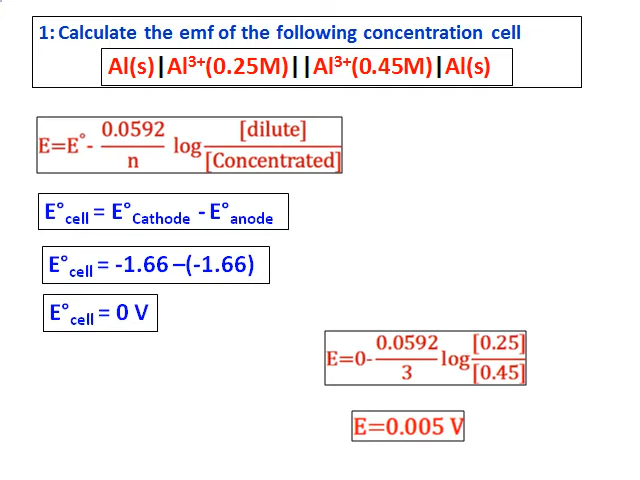 1: Calculate the emf of the following concentration cell
Al(s)|Al³⁺(0.25M)||Al³⁺(0.45M)|Al(s)
E=E°- 0.0592/n log [dilute]/[Concentrated]
E°cell = E°Cathode - E°anode
E°cell = -1.66 –(-1.66)
E°cell = 0 V
E=0- 0.0592/3 log [0.25]/[0.45]
E=0.005 V